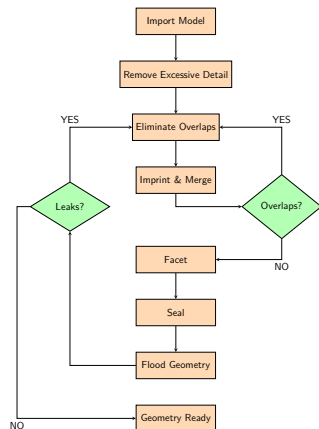 Import Model
Remove Excessive Detail
YES
YES
Eliminate Overlaps
Imprint & Merge
Leaks?
Overlaps?
Facet
NO
Seal
Flood Geometry
Geometry Ready
NO